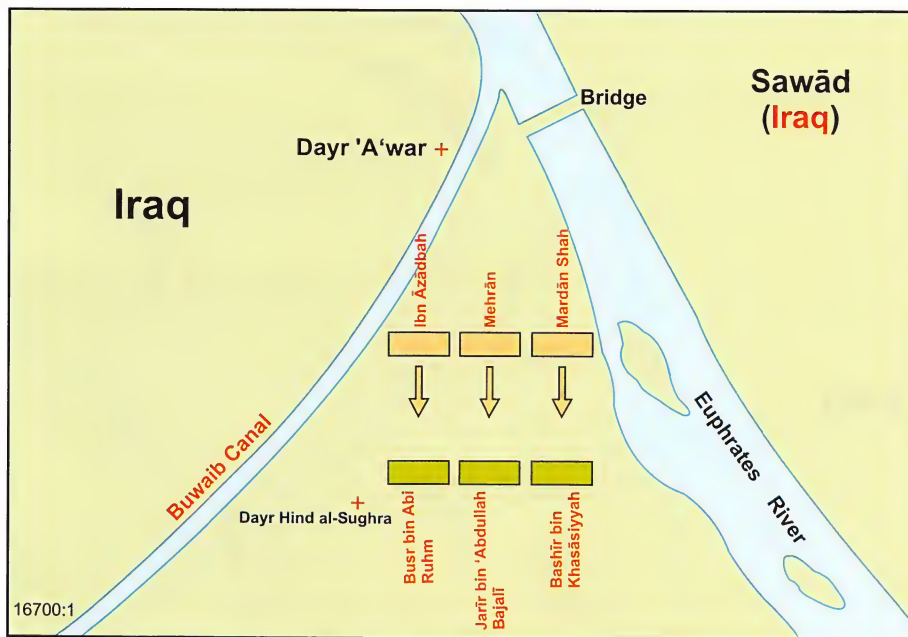 Sawād
(Iraq)
Bridge
Dayr 'A‘war
Iraq
Ibn Āzādbah
Mehrān
Mardān Shah
Euphrates
River
Buwaib Canal
Dayr Hind al-Sughra
Busr bin Abi
Ruhm
Jarīr bin ‘Abdullah
Bajalī
Bashīr bin
Khasāsiyyah
16700:1